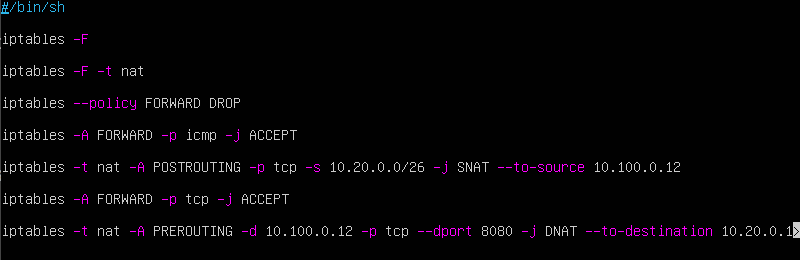 #/bin/sh
iptables -F
iptables -F -t nat
iptables --policy FORWARD DROP
iptables -A FORWARD -p icmp -j ACCEPT
iptables -t nat -A POSTROUTING -p tcp -s 10.20.0.0/26 -j SNAT --to-source 10.100.0.12
iptables -A FORWARD -p tcp -j ACCEPT
iptables -t nat -A PREROUTING -d 10.100.0.12 -p tcp --dport 8080 -j DNAT --to-destination 10.20.0.1>